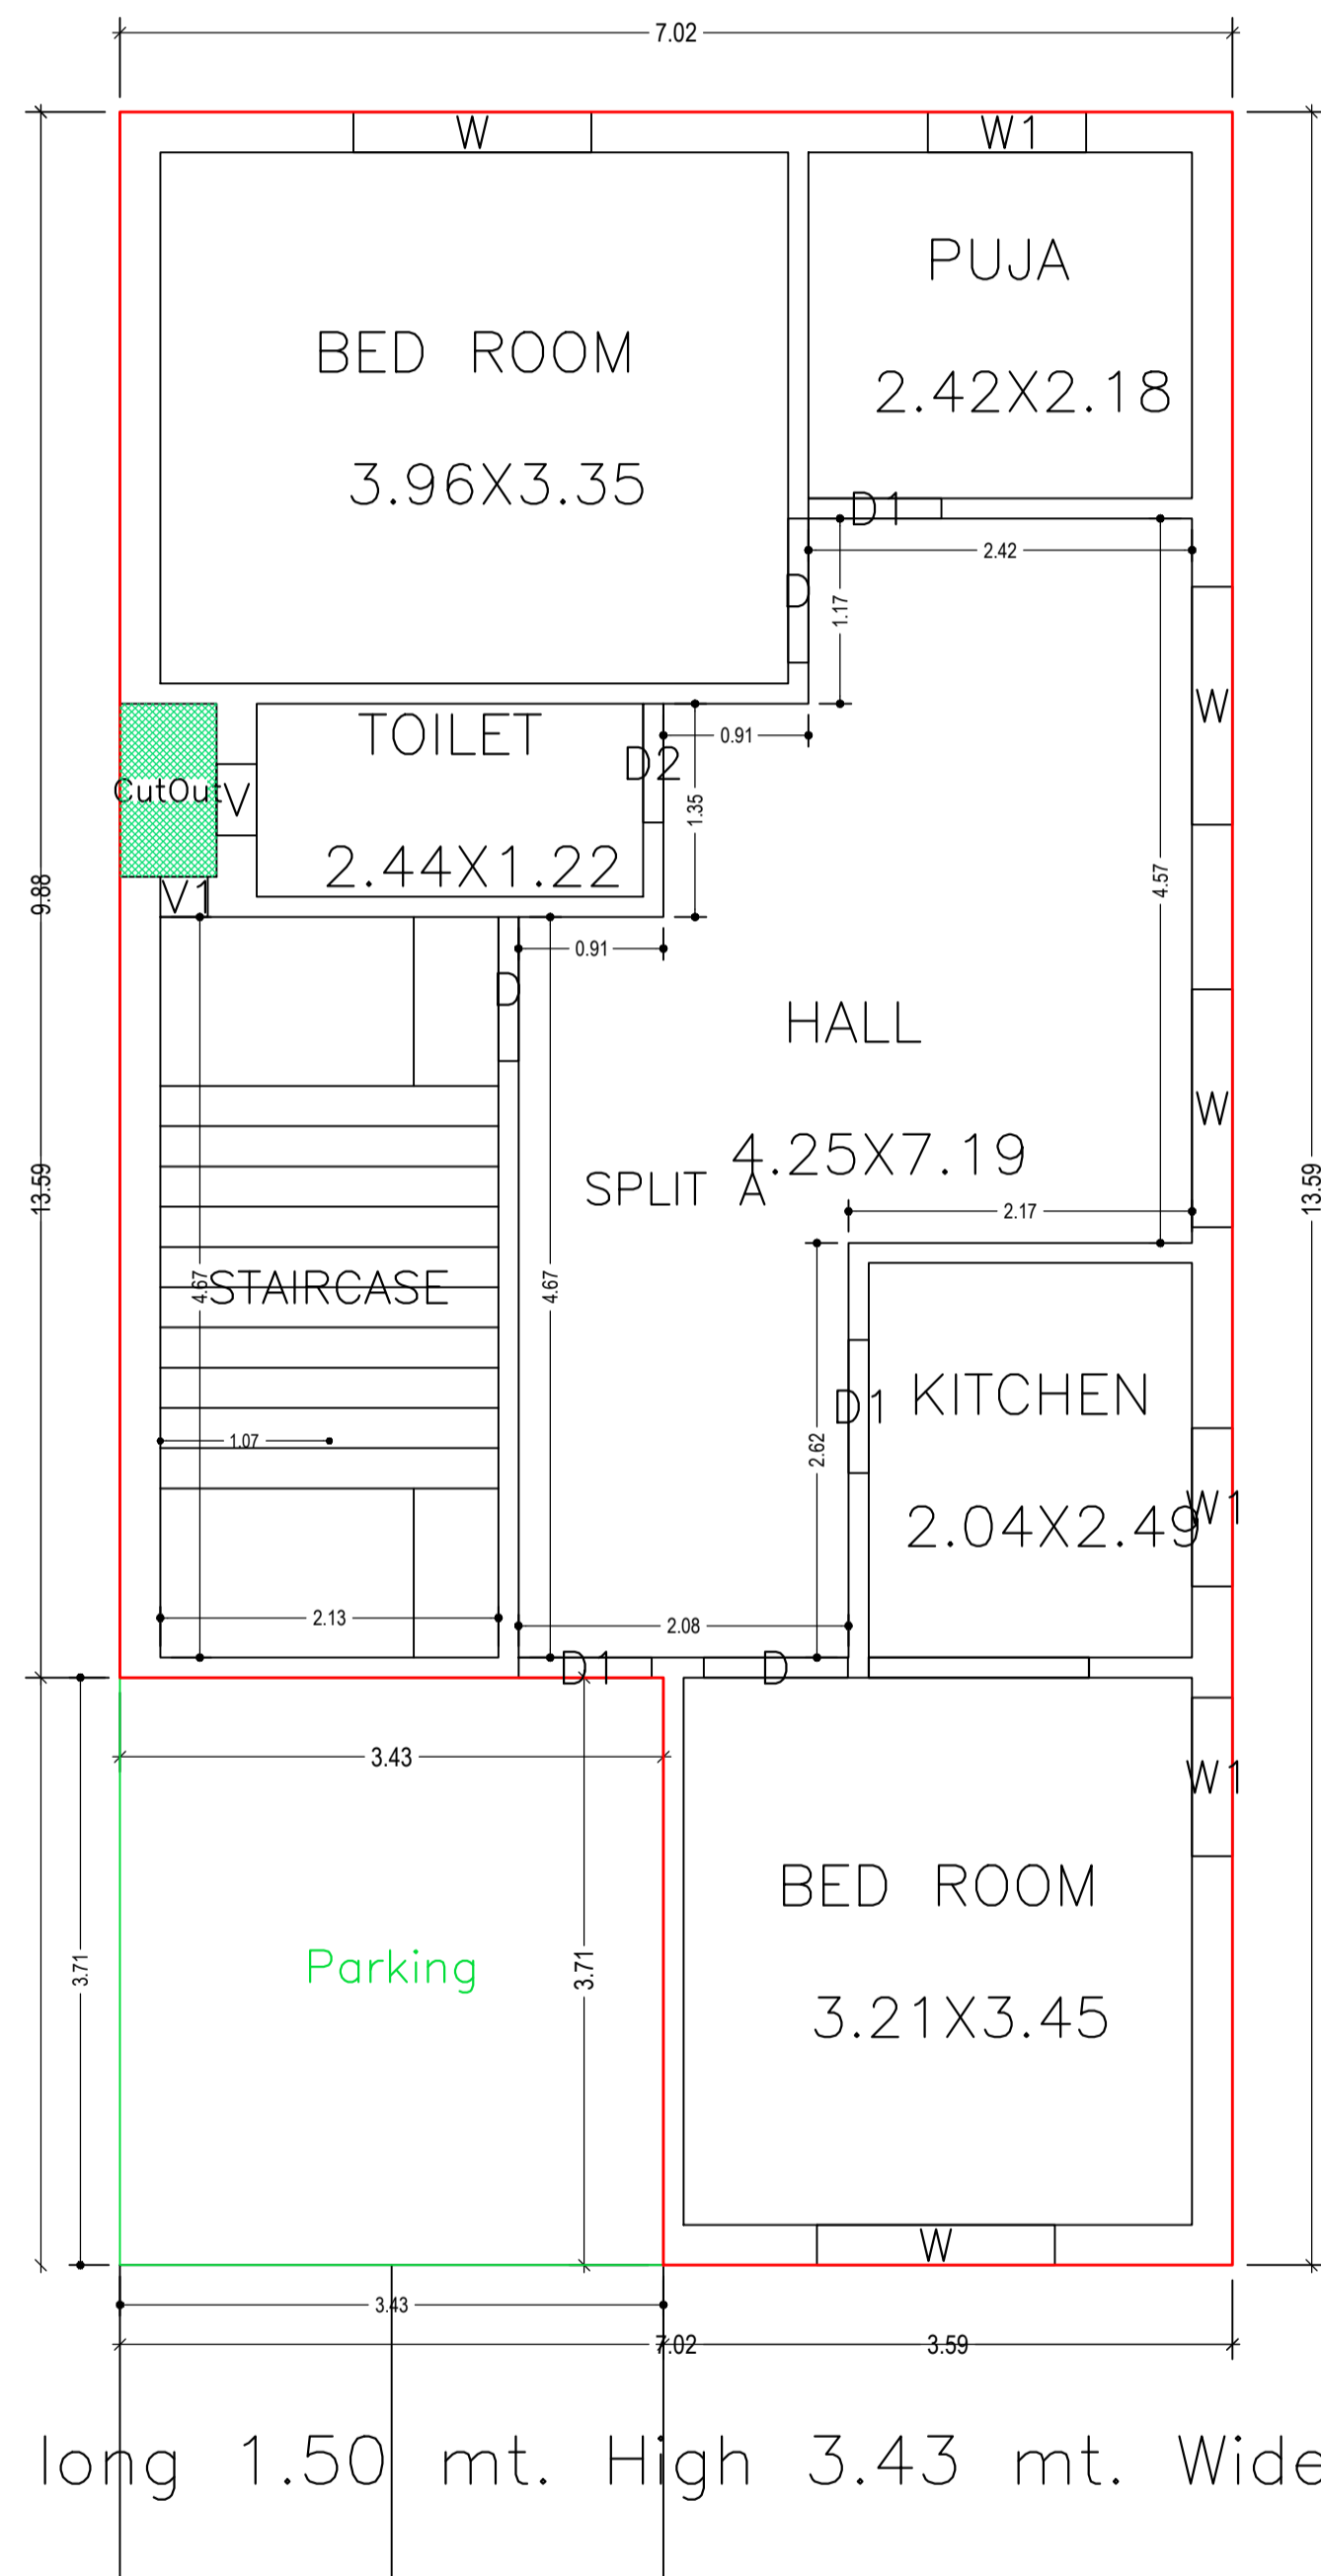 7.02
W
W1
PUJA
BED ROOM
2.42X2.18
3.96X3.35
D1
2.42
D
1.17
W
TOILET
0.91
D2
CutOut
V
1.35
2.44X1.22
4.57
V1
9.88
0.91
D
HALL
W
4.25X7.19
SPLIT A
13.59
13.59
2.17
4.67
STAIRCASE
4.67
D1
KITCHEN
1.07
2.62
2.04X2.49
W1
2.13
2.08
D1
D
3.43
W1
BED ROOM
3.71
Parking
3.71
3.21X3.45
W
3.43
7.02
3.59
long 1.50 mt. High 3.43 mt. Wide